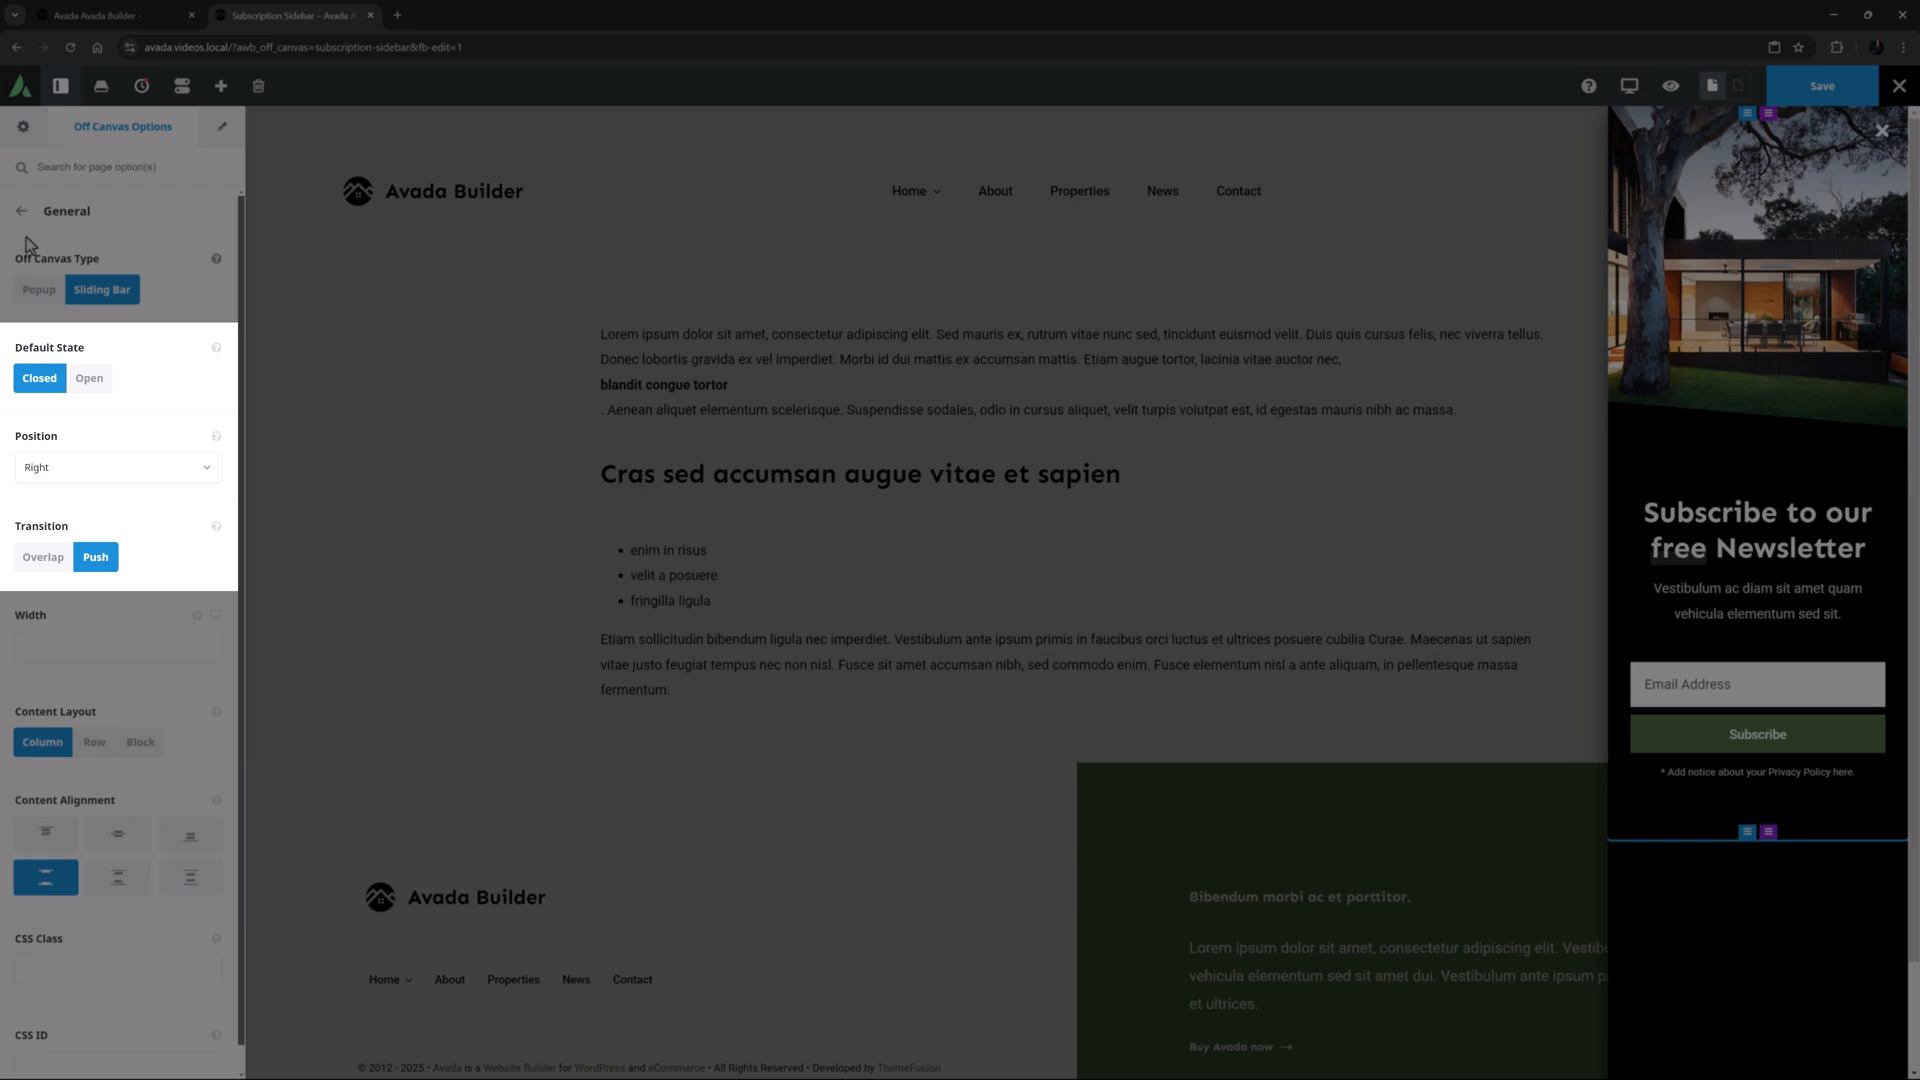 Avada Avada Builder -
Subscription Sidebar – Avada A
avada.videos.local/?awb_off_canvas=subscription-sidebar&fb-edit=1
Save
Off Canvas Options
Search for page option(s)
General
Off Canvas Type
Popup
Sliding Bar
Default State
Closed
Open
Position
Right
Transition
Overlap
Push
Width
Content Layout
Column
Row
Block
Content Alignment
CSS Class
CSS ID
Avada Builder
Home
About
Properties
News
Contact
Lorem ipsum dolor sit amet, consectetur adipiscing elit. Sed mauris ex, rutrum vitae nunc sed, tincidunt euismod velit. Duis quis cursus felis, nec viverra tellus.
Donec lobortis gravida ex vel imperdiet. Morbi id dui mattis ex accumsan mattis. Etiam augue tortor, lacinia vitae auctor nec,
blandit congue tortor
. Aenean aliquet elementum scelerisque. Suspendisse sodales, odio in cursus aliquet, velit turpis volutpat est, id egestas mauris nibh ac massa.
Cras sed accumsan augue vitae et sapien
• enim in risus
• velit a posuere
• fringilla ligula
Etiam sollicitudin bibendum ligula nec imperdiet. Vestibulum ante ipsum primis in faucibus orci luctus et ultrices posuere cubilia Curae. Maecenas ut sapien
vitae justo feugiat tempus nec non nisl. Fusce sit amet accumsan nibh, sed commodo enim. Fusce elementum nisl a ante aliquam, in pellentesque massa
fermentum.
Avada Builder
Home
About
Properties
News
Contact
© 2012 - 2025 • Avada is a Website Builder for WordPress and eCommerce • All Rights Reserved • Developed by ThemeFusion
Bibendum morbi ac et porttitor.
Lorem ipsum dolor sit amet, consectetur adipiscing elit. Vestibu
vehicula elementum sed sit amet dui. Vestibulum ante ipsum p
et ultrices.
Buy Avada now →
Subscribe to our
free Newsletter
Vestibulum ac diam sit amet quam
vehicula elementum sed sit.
Email Address
Subscribe
* Add notice about your Privacy Policy here.